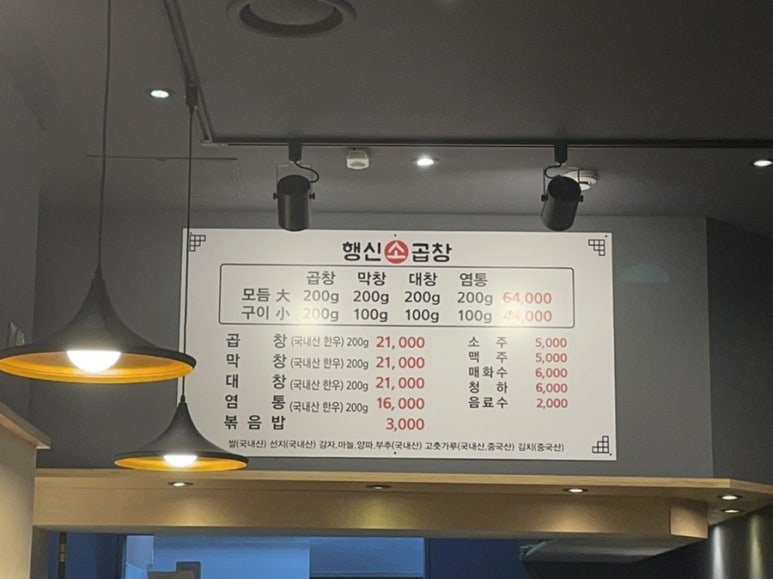 행신 소 곱창
곱창 막창 대창 염통
모듬 大 200g 200g 200g 200g 64,000
구이 小 200g 100g 100g 100g
곱 창 (국내산 한우) 200g 21,000
막 창 (국내산 한우) 200g 21,000
대 창 (국내산 한우) 200g 21,000
염 통 (국내산 한우) 200g 16,000
볶음밥 3,000
소 주 5,000
맥 주 5,000
매화수 6,000
청 하 6,000
음료수 2,000
쌀(국내산) 선지(국내산) 감자,마늘,양파,부추(국내산) 고춧가루(국내산,중국산) 김치(중국산)